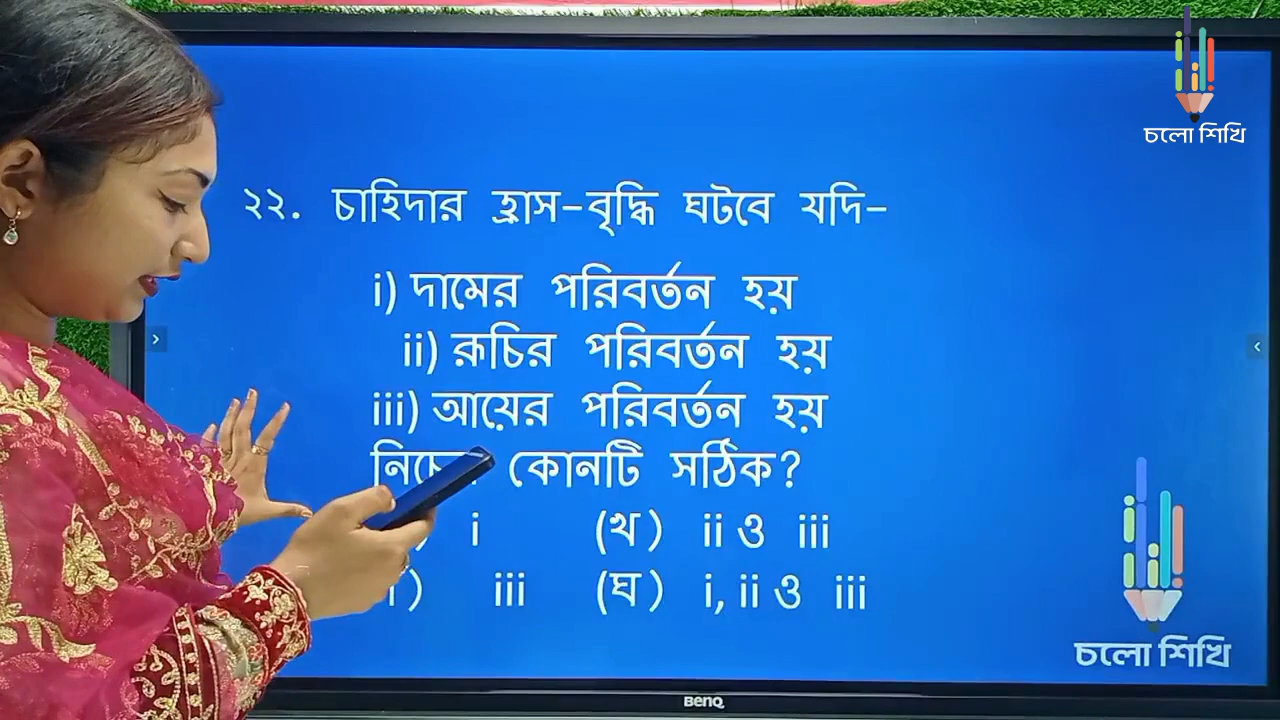 চলো শিখি
২২. চাহিদার হ্রাস-বৃদ্ধি ঘটবে যদি-
i) দামের পরিবর্তন হয়
ii) রূচির পরিবর্তন হয়
iii) আয়ের পরিবর্তন হয়
কোনটি সঠিক?
i (খ) ii ও iii
iii (ঘ) i, ii ও iii
চলো শিখি
BenQ